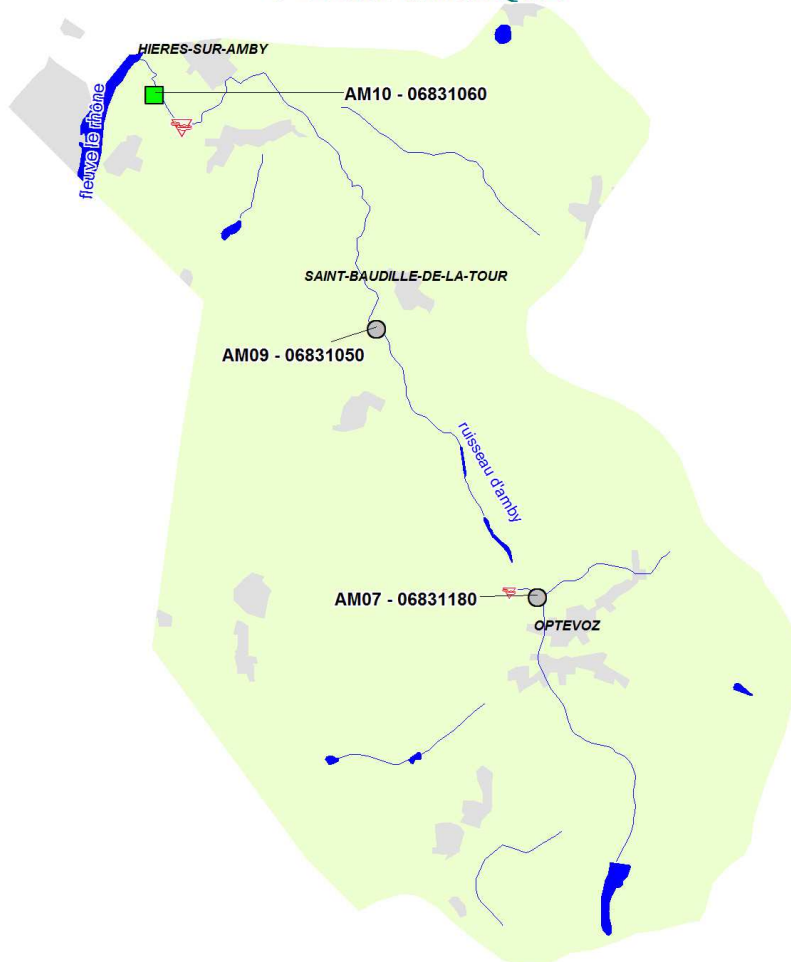 HIERES-SUR-AMBY
AM10 - 06831060
fleuve le rhône
SAINT-BAUDILLE-DE-LA-TOUR
AM09 - 06831050
ruisseau d'amby
AM07 - 06831180
OPTEVOZ